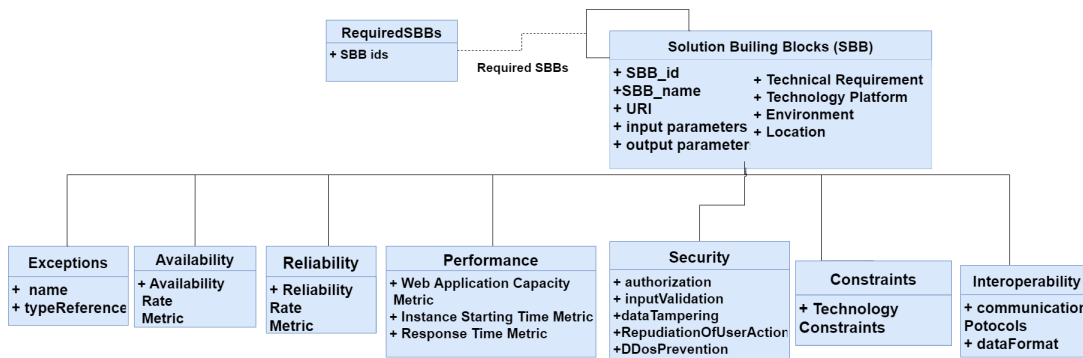 RequiredSBBs
+ SBB ids
Required SBBs
Solution Builing Blocks (SBB)
+ SBB_id
+SBB_name
+ URI
+ input parameters
+ output parameter
+ Technical Requirement
+ Technology Platform
+ Environment
+ Location
Exceptions
+ name
+ typeReference
Availability
+ Availability
Rate
Metric
Reliability
+ Reliability
Rate
Metric
Performance
+ Web Application Capacity
Metric
+ Instance Starting Time Metric
+ Response Time Metric
Security
+ authorization
+ inputValidation
+dataTampering
+RepudiationOfUserAction
+DDosPrevention
Constraints
+ Technology
Constraints
Interoperability
+ communication
Potocols
+ dataFormat